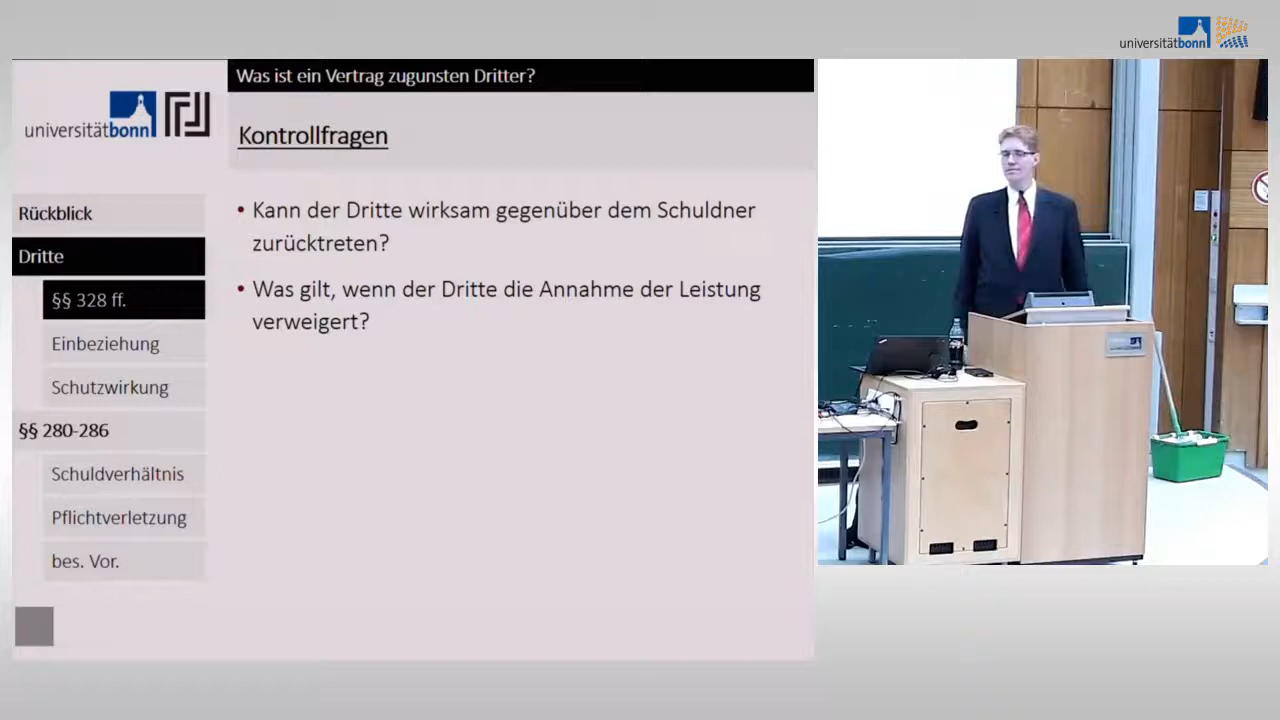 universitätbonn
Was ist ein Vertrag zugunsten Dritter?
universitätbonn
Kontrollfragen
Rückblick
Dritte
§§ 328 ff.
Einbeziehung
Schutzwirkung
§§ 280-286
Schuldverhältnis
Pflichtverletzung
bes. Vor.
• Kann der Dritte wirksam gegenüber dem Schuldner
zurücktreten?
• Was gilt, wenn der Dritte die Annahme der Leistung
verweigert?